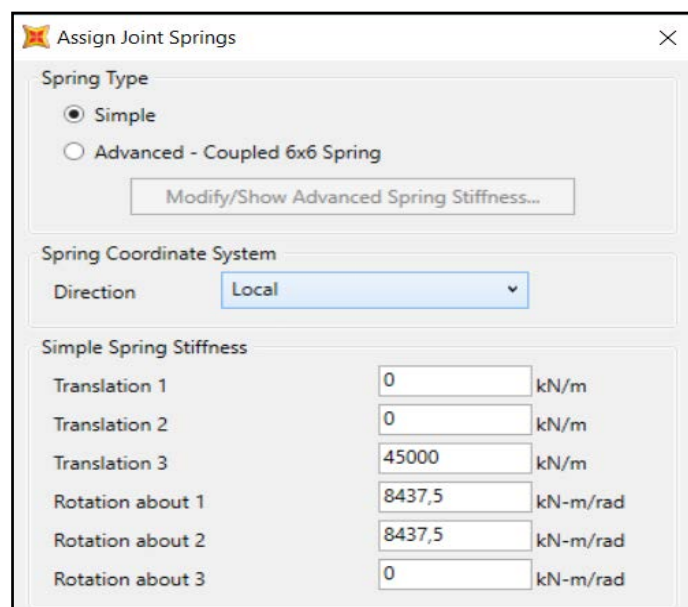 Assign Joint Springs
Spring Type
Simple
Advanced - Coupled 6x6 Spring
Modify/Show Advanced Spring Stiffness...
Spring Coordinate System
Direction Local
Simple Spring Stiffness
Translation 1 0 kN/m
Translation 2 0 kN/m
Translation 3 45000 kN/m
Rotation about 1 8437,5 kN-m/rad
Rotation about 2 8437,5 kN-m/rad
Rotation about 3 0 kN-m/rad